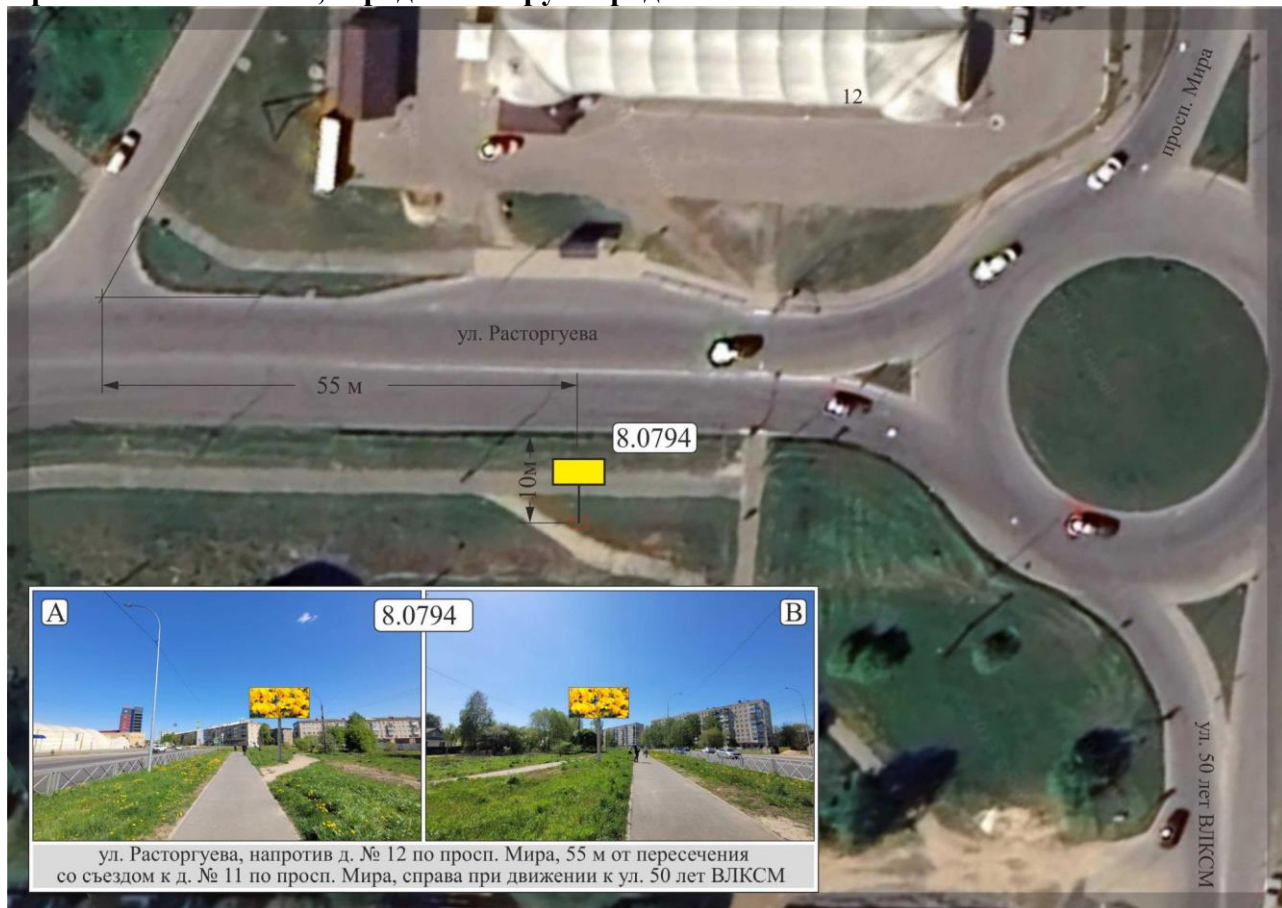 12
просп. Мира
ул. Расторгуева
55 м
8.0794
10м
A
8.0794
B
ул. 50 лет ВЛКСМ
ул. Расторгуева, напротив д. № 12 по просп. Мира, 55 м от пересечения
со съездом к д. № 11 по просп. Мира, справа при движении к ул. 50 лет ВЛКСМ